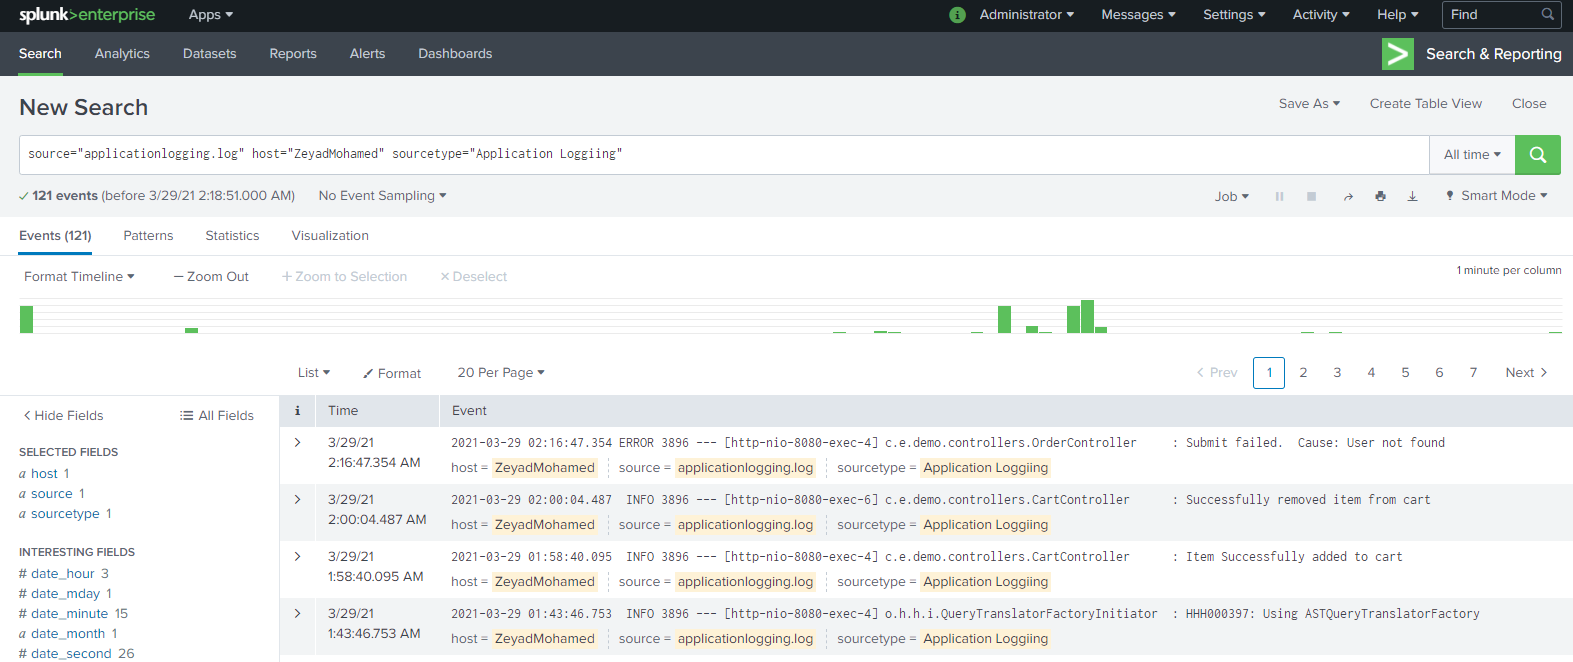 splunk>enterprise Apps Administrator Messages Settings Activity Help Find
Search Analytics Datasets Reports Alerts Dashboards Search & Reporting
New Search Save As Create Table View Close
source="applicationlogging.log" host="ZeyadMohamed" sourcetype="Application Loggiing" All time
121 events (before 3/29/21 2:18:51.000 AM) No Event Sampling Job Smart Mode
Events (121) Patterns Statistics Visualization
Format Timeline — Zoom Out + Zoom to Selection × Deselect 1 minute per column
List Format 20 Per Page < Prev 1 2 3 4 5 6 7 Next >
< Hide Fields All Fields i Time Event
SELECTED FIELDS
a host 1
a source 1
a sourcetype 1
INTERESTING FIELDS
# date_hour 3
# date_mday 1
# date_minute 15
a date_month 1
# date_second 26
> 3/29/21 2021-03-29 02:16:47.354 ERROR 3896 --- [http-nio-8080-exec-4] c.e.demo.controllers.OrderController : Submit failed. Cause: User not found
2:16:47.354 AM host = ZeyadMohamed source = applicationlogging.log sourcetype = Application Loggiing
> 3/29/21 2021-03-29 02:00:04.487 INFO 3896 --- [http-nio-8080-exec-6] c.e.demo.controllers.CartController : Successfully removed item from cart
2:00:04.487 AM host = ZeyadMohamed source = applicationlogging.log sourcetype = Application Loggiing
> 3/29/21 2021-03-29 01:58:40.095 INFO 3896 --- [http-nio-8080-exec-4] c.e.demo.controllers.CartController : Item Successfully added to cart
1:58:40.095 AM host = ZeyadMohamed source = applicationlogging.log sourcetype = Application Loggiing
> 3/29/21 2021-03-29 01:43:46.753 INFO 3896 --- [http-nio-8080-exec-4] o.h.h.i.QueryTranslatorFactoryInitiator : HHH000397: Using ASTQueryTranslatorFactory
1:43:46.753 AM host = ZeyadMohamed source = applicationlogging.log sourcetype = Application Loggiing